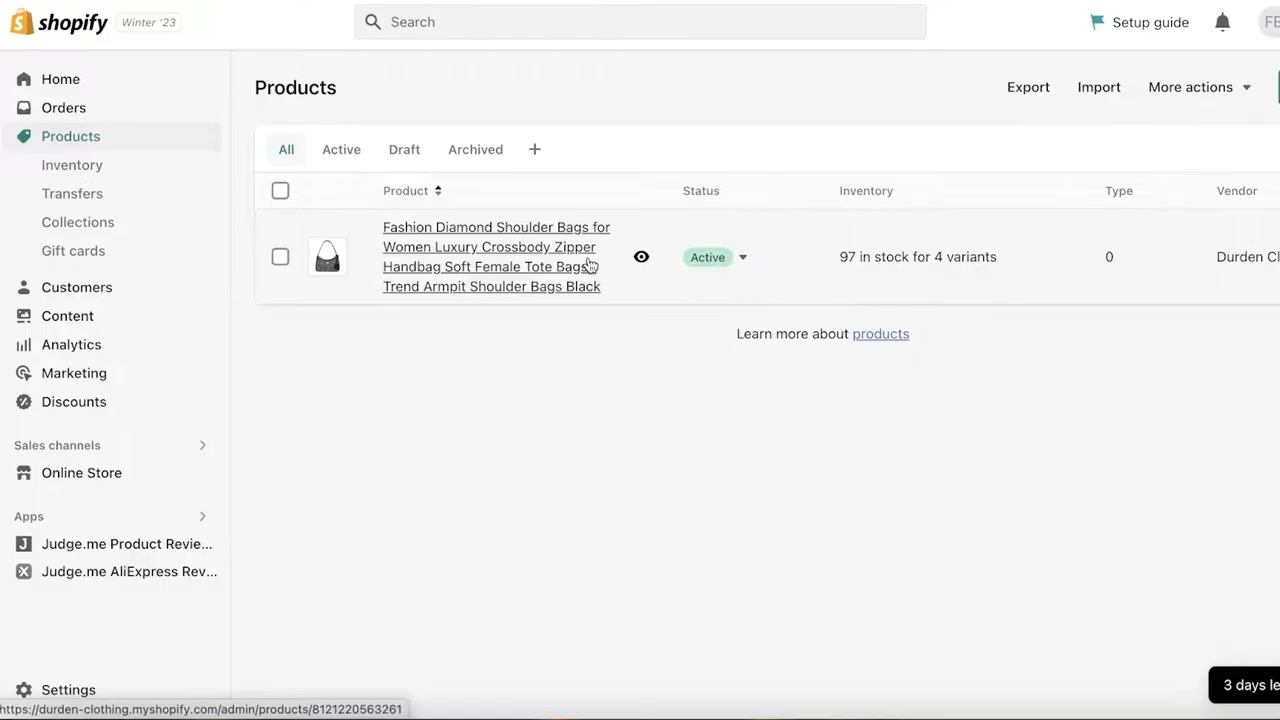 shopify
Winter '23
Search
Setup guide
FE
Home
Orders
Products
Inventory
Transfers
Collections
Gift cards
Customers
Content
Analytics
Marketing
Discounts
Sales channels
Online Store
Apps
J Judge.me Product Revie...
Judge.me AliExpress Rev...
Settings
Products
Export
Import
More actions
All
Active
Draft
Archived
Product
Status
Inventory
Type
Vendor
Fashion Diamond Shoulder Bags for
Women Luxury Crossbody Zipper
Handbag Soft Female Tote Bags
Trend Armpit Shoulder Bags Black
Active
97 in stock for 4 variants
0
Durden Cl
Learn more about products
3 days le
https://durden-clothing.myshopify.com/admin/products/8121220563261